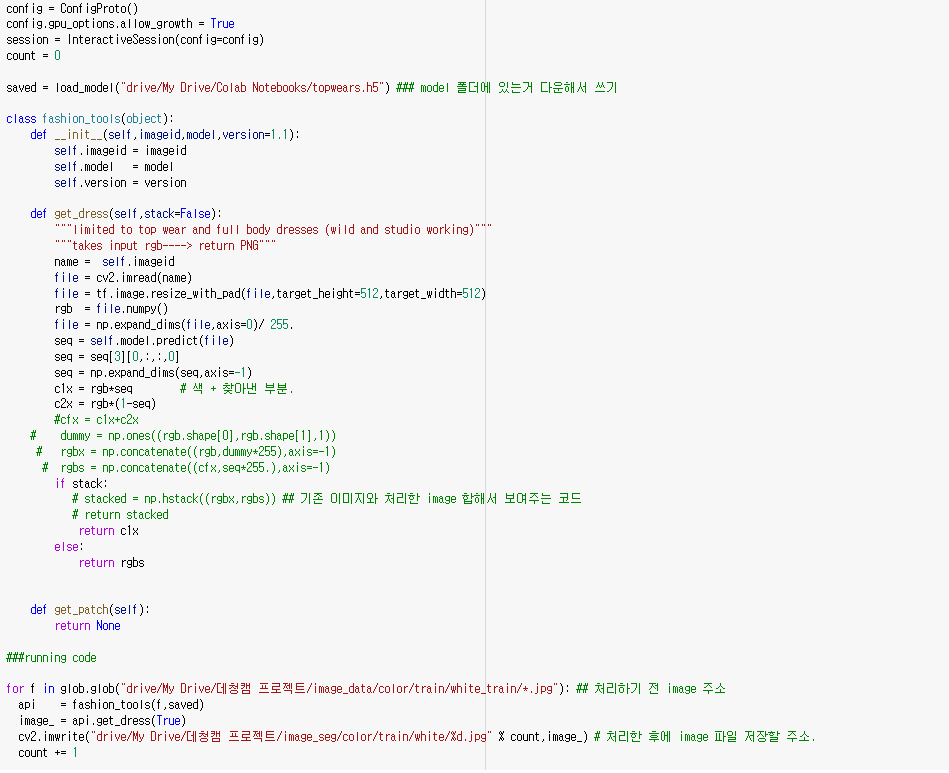 config = ConfigProto()
config.gpu_options.allow_growth = True
session = InteractiveSession(config=config)
count = 0
saved = load_model("drive/My Drive/Colab Notebooks/topwears.h5") ### model 폴더에 있는거 다운해서 쓰기
class fashion_tools(object):
    def __init__(self,imageid,model,version=1.1):
        self.imageid = imageid
        self.model   = model
        self.version = version
    def get_dress(self,stack=False):
        """limited to top wear and full body dresses (wild and studio working)"""
        """takes input rgb----> return PNG"""
        name =  self.imageid
        file = cv2.imread(name)
        file = tf.image.resize_with_pad(file,target_height=512,target_width=512)
        rgb  = file.numpy()
        file = np.expand_dims(file,axis=0)/ 255.
        seq = self.model.predict(file)
        seq = seq[3][0,:,:,0]
        seq = np.expand_dims(seq,axis=-1)
        c1x = rgb*seq        # 색 + 찾아낸 부분.
        c2x = rgb*(1-seq)
        #cfx = c1x+c2x
    #    dummy = np.ones((rgb.shape[0],rgb.shape[1],1))
     #   rgbx = np.concatenate((rgb,dummy*255),axis=-1)
      #  rgbs = np.concatenate((cfx,seq*255.),axis=-1)
        if stack:
           # stacked = np.hstack((rgbx,rgbs)) ## 기존 이미지와 처리한 image 합해서 보여주는 코드
           # return stacked
            return c1x
        else:
            return rgbs
    def get_patch(self):
        return None
###running code
for f in glob.glob("drive/My Drive/데청캠 프로젝트/image_data/color/train/white_train/*.jpg"): ## 처리하기 전 image 주소
  api    = fashion_tools(f,saved)
  image_ = api.get_dress(True)
  cv2.imwrite("drive/My Drive/데청캠 프로젝트/image_seg/color/train/white/%d.jpg" % count,image_) # 처리한 후에 image 파일 저장할 주소.
  count += 1